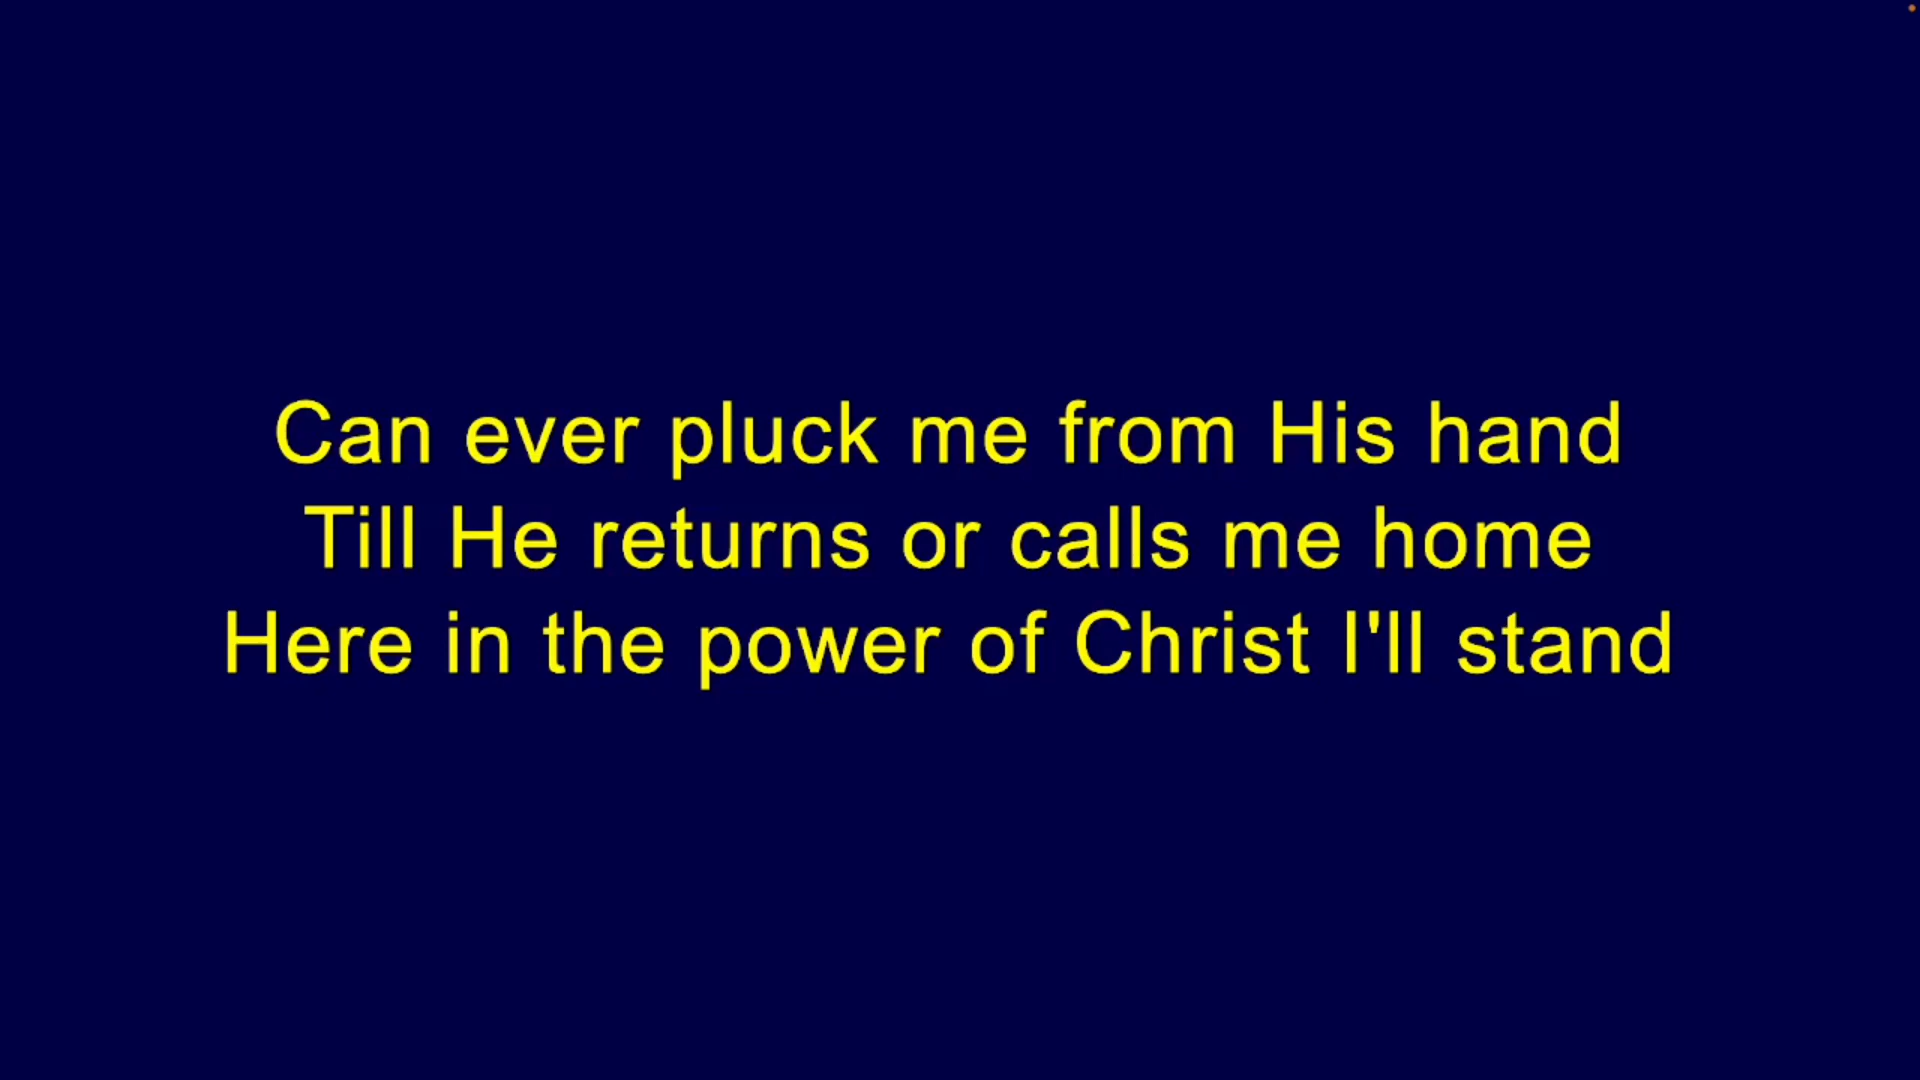 Can ever pluck me from His hand
Till He returns or calls me home
Here in the power of Christ I'll stand